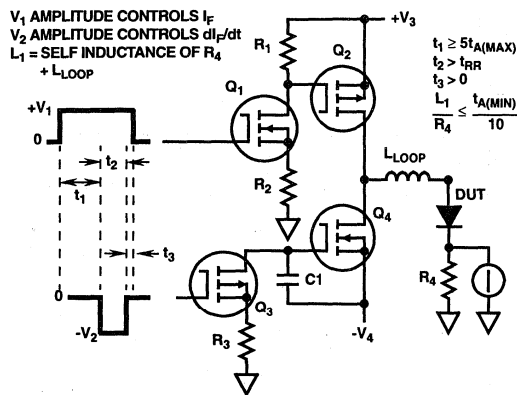 V1 AMPLITUDE CONTROLS IF
V2 AMPLITUDE CONTROLS dIF/dt
L1 = SELF INDUCTANCE OF R4
+ LLOOP
+V3
R1
Q2
t1 ≥ 5tA(MAX)
t2 > tRR
t3 > 0
L1/R4 ≤ tA(MIN)/10
Q1
+V1
0
t2
t1
R2
LLOOP
DUT
Q4
t3
0
C1
R4
Q3
-V2
-V4
R3